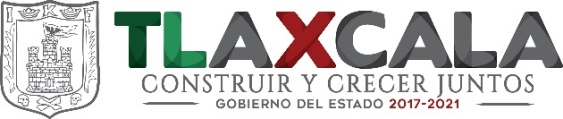 I K F
TLAXCALA
CONSTRUIR Y CRECER JUNTOS
GOBIERNO DEL ESTADO 2017-2021